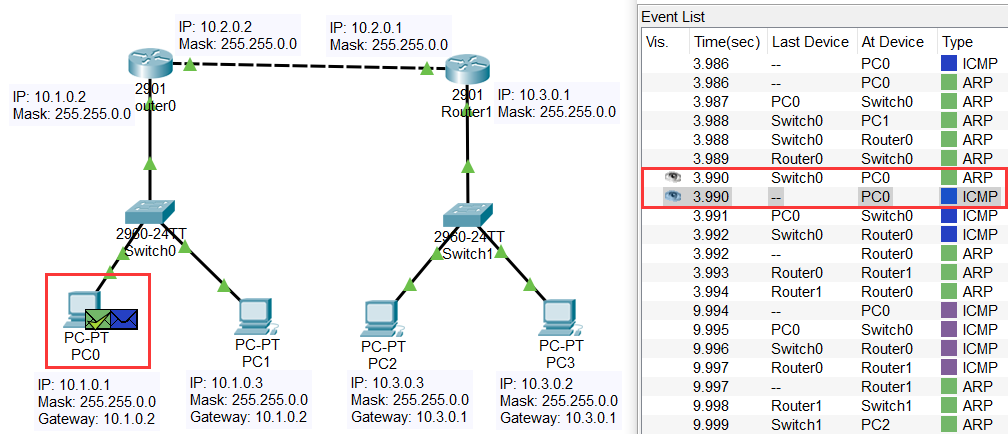 IP: 10.2.0.2
Mask: 255.255.0.0
IP: 10.2.0.1
Mask: 255.255.0.0
2901
outer0
IP: 10.1.0.2
Mask: 255.255.0.0
2901
Router1
IP: 10.3.0.1
Mask: 255.255.0.0
2960-24TT
Switch0
2960-24TT
Switch1
PC-PT
PC0
PC-PT
PC1
PC-PT
PC2
PC-PT
PC3
IP: 10.1.0.1
Mask: 255.255.0.0
Gateway: 10.1.0.2
IP: 10.1.0.3
Mask: 255.255.0.0
Gateway: 10.1.0.2
IP: 10.3.0.3
Mask: 255.255.0.0
Gateway: 10.3.0.1
IP: 10.3.0.2
Mask: 255.255.0.0
Gateway: 10.3.0.1
Event List
Vis. Time(sec) Last Device At Device Type
3.986 -- PC0 ICMP
3.986 -- PC0 ARP
3.987 PC0 Switch0 ARP
3.988 Switch0 PC1 ARP
3.988 Switch0 Router0 ARP
3.989 Router0 Switch0 ARP
3.990 Switch0 PC0 ARP
3.990 -- PC0 ICMP
3.991 PC0 Switch0 ICMP
3.992 Switch0 Router0 ICMP
3.992 -- Router0 ARP
3.993 Router0 Router1 ARP
3.994 Router1 Router0 ARP
9.994 -- PC0 ICMP
9.995 PC0 Switch0 ICMP
9.996 Switch0 Router0 ICMP
9.997 Router0 Router1 ICMP
9.997 -- Router1 ARP
9.998 Router1 Switch1 ARP
9.999 Switch1 PC2 ARP